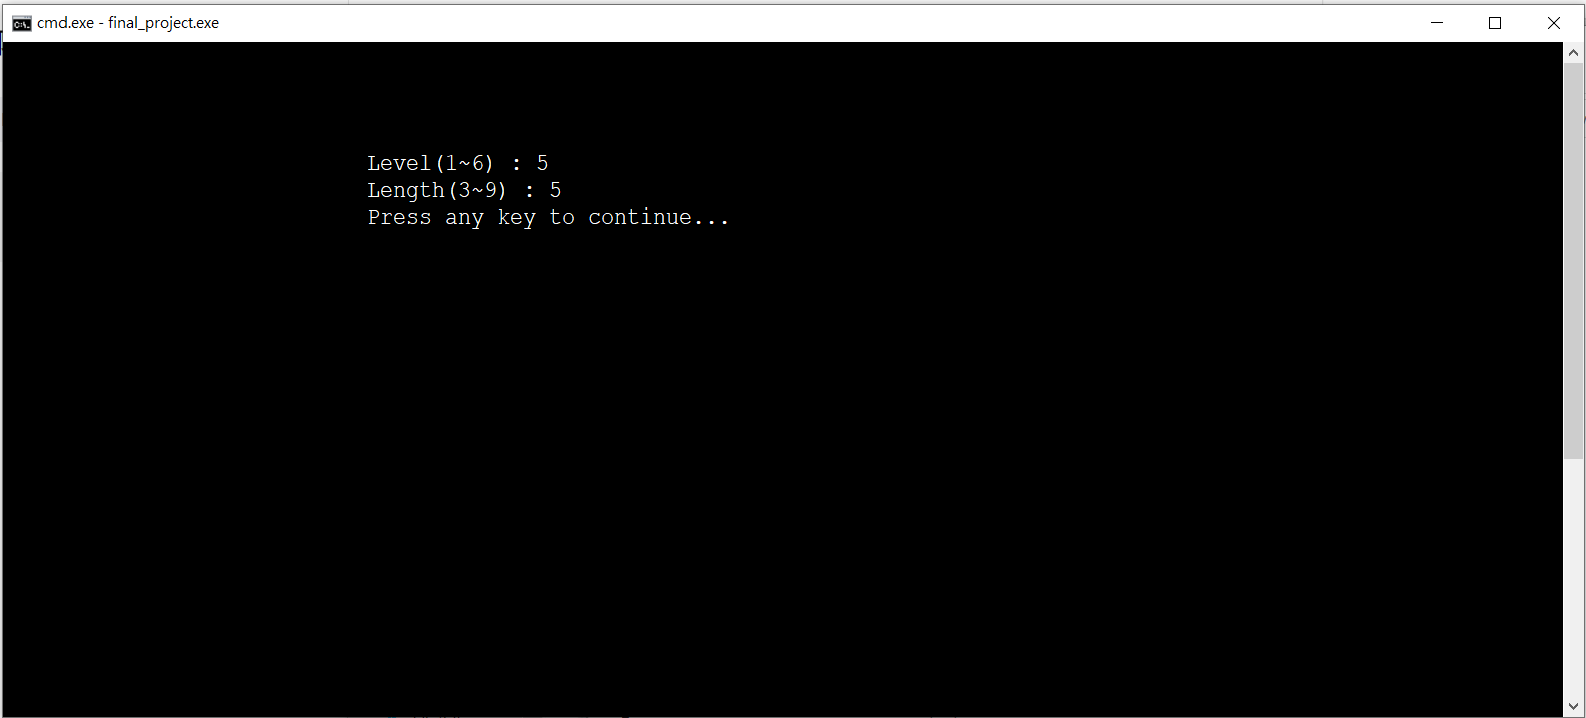 cmd.exe - final_project.exe
Level(1~6) : 5
Length(3~9) : 5
Press any key to continue...